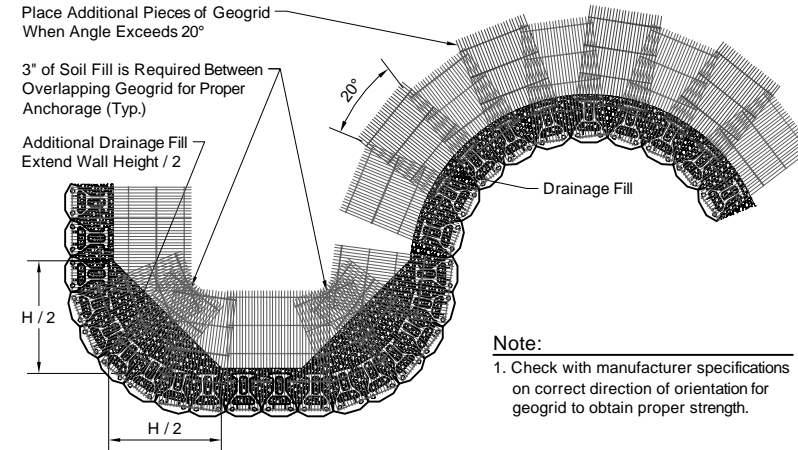 Place Additional Pieces of Geogrid
When Angle Exceeds 20°
3" of Soil Fill is Required Between
Overlapping Geogrid for Proper
Anchorage (Typ.)
Additional Drainage Fill
Extend Wall Height / 2
20°
Drainage Fill
H / 2
H / 2
Note:
1. Check with manufacturer specifications
on correct direction of orientation for
geogrid to obtain proper strength.